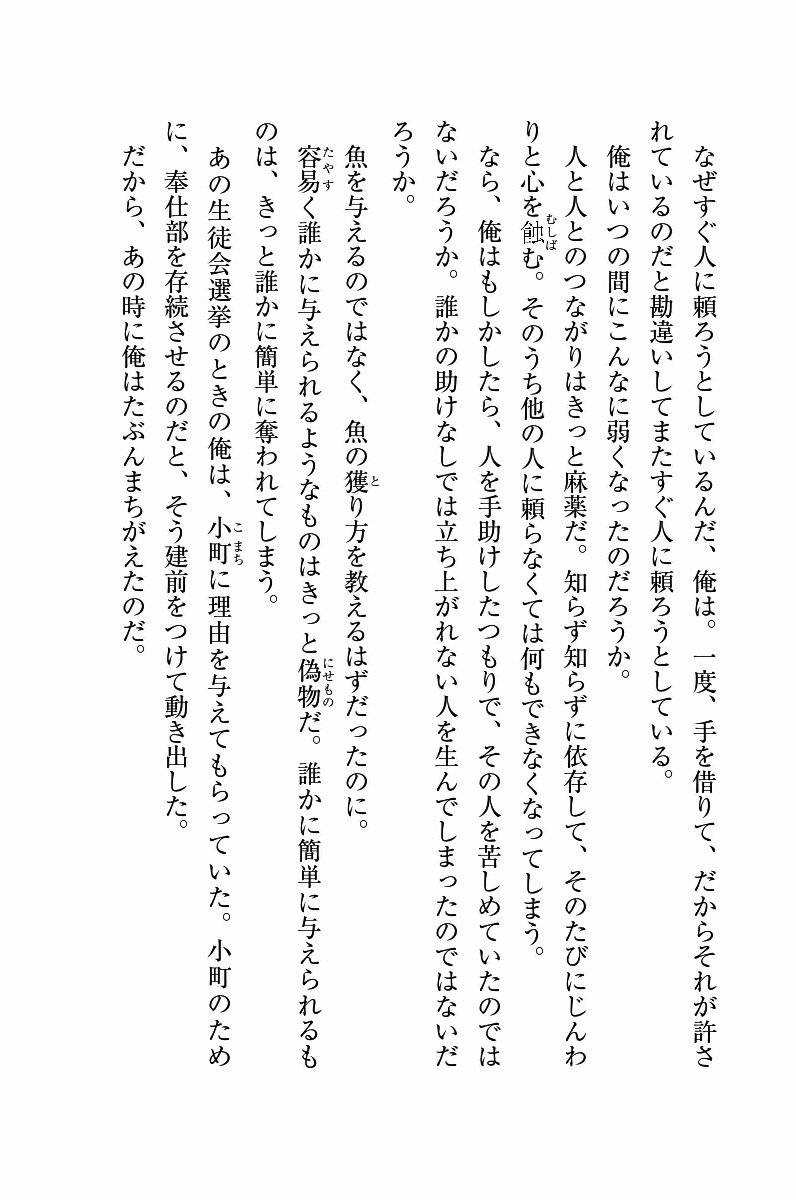 なぜすぐ人に頼ろうとしているんだ、俺は。一度、手を借りて、だからそれが許さ
れているのだと勘違いしてまたすぐ人に頼ろうとしている。
俺はいつの間にこんなに弱くなったのだろうか。
人と人とのつながりはきっと麻薬だ。知らず知らずに依存して、そのたびにじんわ
りと心を蝕む。そのうち他の人に頼らなくては何もできなくなってしまう。
なら、俺はもしかしたら、人を手助けしたつもりで、その人を苦しめていたのでは
ないだろうか。誰かの助けなしでは立ち上がれない人を生んでしまったのではないだ
ろうか。
魚を与えるのではなく、魚の獲り方を教えるはずだったのに。
容易く誰かに与えられるようなものはきっと偽物だ。誰かに簡単に与えられるも
のは、きっと誰かに簡単に奪われてしまう。
あの生徒会選挙のときの俺は、小町に理由を与えてもらっていた。小町のため
に、奉仕部を存続させるのだと、そう建前をつけて動き出した。
だから、あの時に俺はたぶんまちがえたのだ。